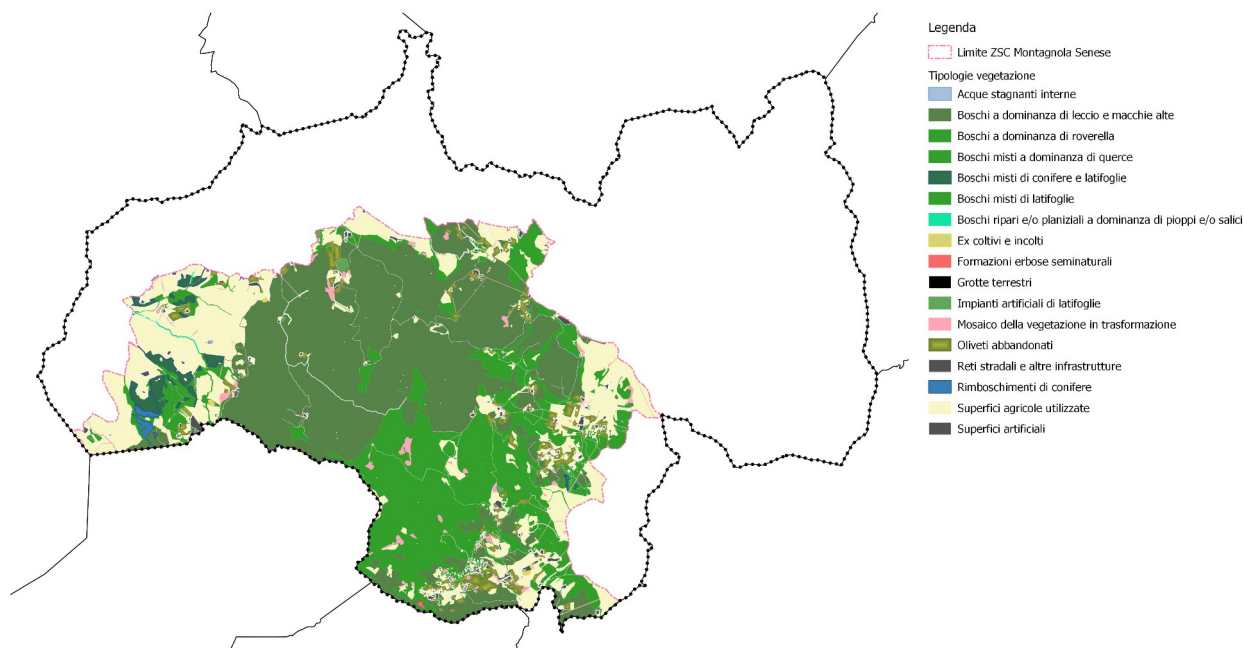 Legenda
Limite ZSC Montagnola Senese
Tipologie vegetazione
Acque stagnanti interne
Boschi a dominanza di leccio e macchie alte
Boschi a dominanza di roverella
Boschi misti a dominanza di querce
Boschi misti di conifere e latifoglie
Boschi misti di latifoglie
Boschi ripari e/o planiziali a dominanza di pioppi e/o salici
Ex coltivi e incolti
Formazioni erbose seminaturali
Grotte terrestri
Impianti artificiali di latifoglie
Mosaico della vegetazione in trasformazione
Oliveti abbandonati
Reti stradali e altre infrastrutture
Rimboschimenti di conifere
Superfici agricole utilizzate
Superfici artificiali